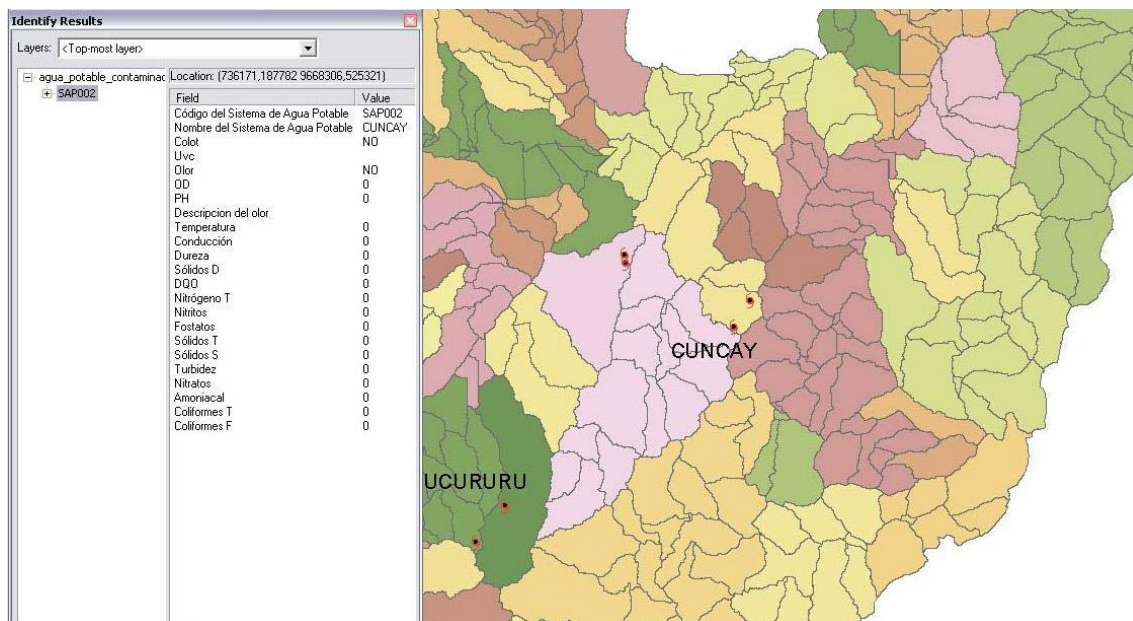 Identify Results
Layers: <Top-most layer>
agua_potable_contaminac
SAP002
Location: (736171,187782 9668306,525321)
Field Value
Código del Sistema de Agua Potable SAP002
Nombre del Sistema de Agua Potable CUNCAY
Colot NO
Uvc
Olor NO
OD 0
PH 0
Descripcion del olor
Temperatura 0
Conducción 0
Dureza 0
Sólidos D 0
DQO 0
Nitrógeno T 0
Nitritos 0
Fostatos 0
Sólidos T 0
Sólidos S 0
Turbidez 0
Nitratos 0
Amoniacal 0
Coliformes T 0
Coliformes F 0
CUNCAY
UCURURU